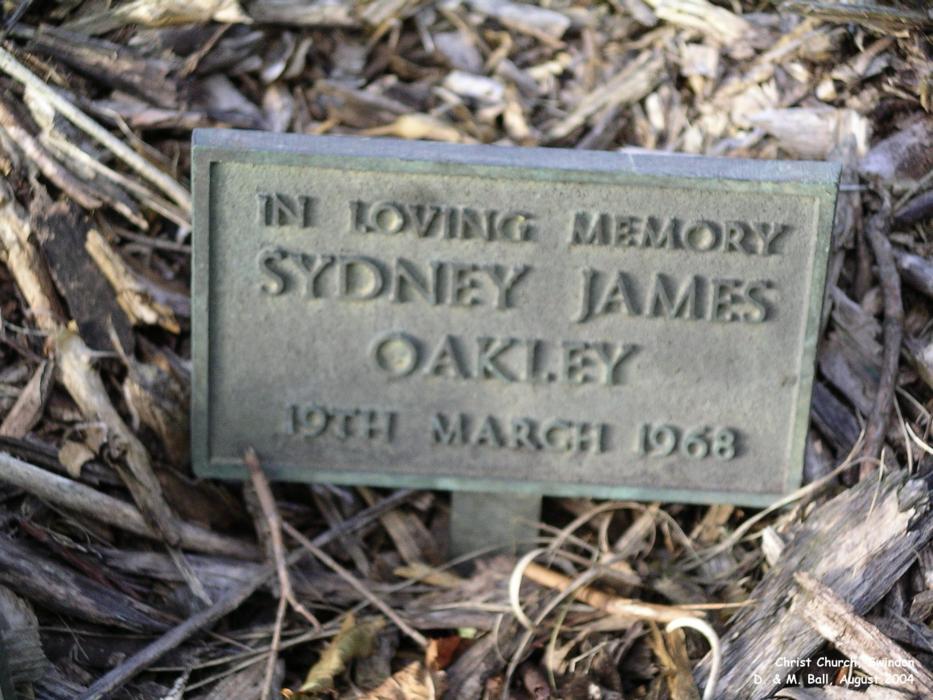 IN LOVING MEMORY
SYDNEY JAMES
OAKLEY
19TH MARCH 1968
Christ Church, Swindon
D. & M. Ball, August 2004